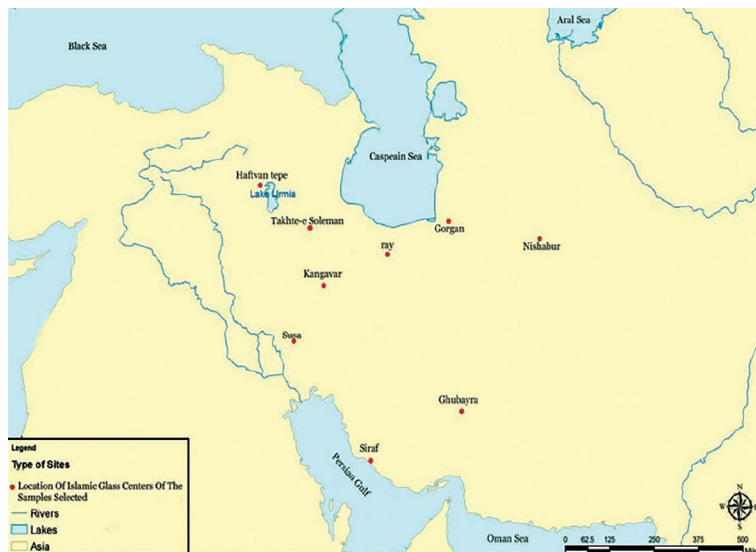 Aral Sea
Black Sea
Caspeain Sea
Haftvan tepe
Lake Urmia
Takhte-e Soleman
Gorgan
Nishabur
ray
Kangavar
Susa
Ghubayra
Siraf
Persian Gulf
Oman Sea
Legend
Type of Sites
Location Of Islamic Glass Centers Of The
Samples Selected
Rivers
Lakes
Asia
N
W
S
0 62.5 125 250 375 500